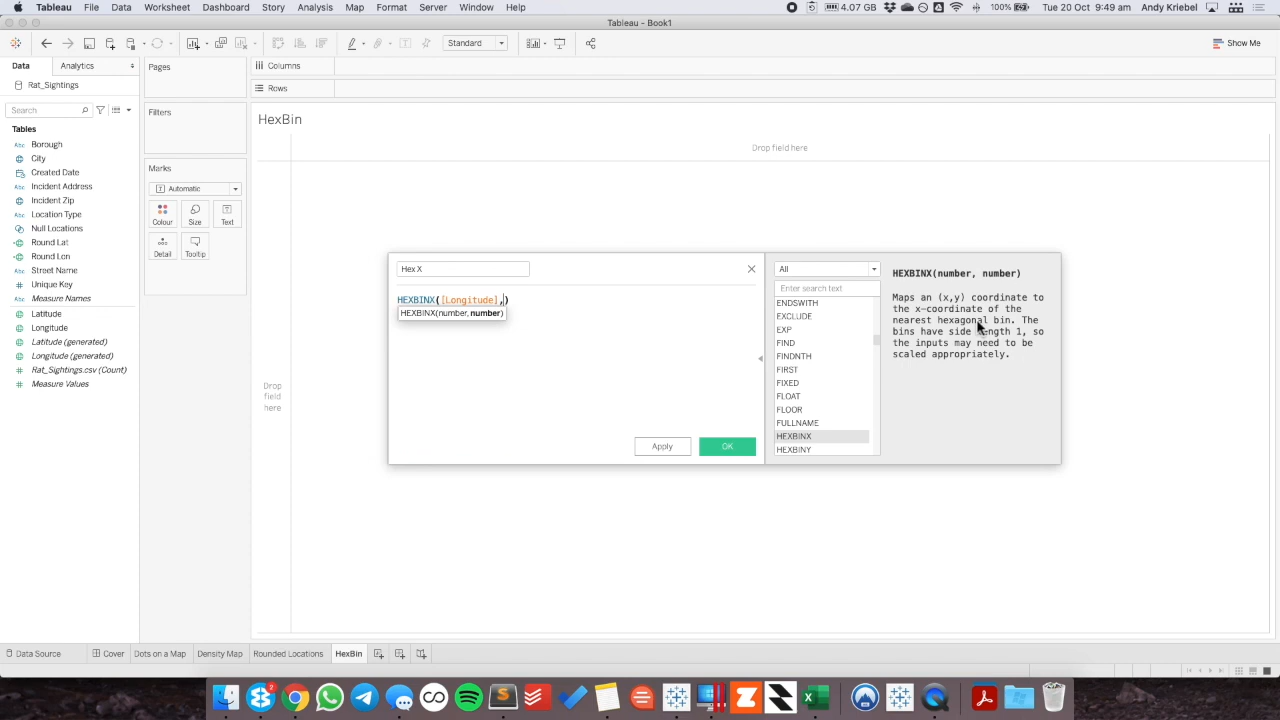 Tableau File Data Worksheet Dashboard Story Analysis Map Format Server Window Help 4.07 GB 100% Tue 20 Oct 9:49 am Andy Kriebel
Tableau - Book1
Standard Show Me
Data Analytics
Rat_Sightings
Search
Tables
Abc Borough
City
Created Date
Abc Incident Address
Incident Zip
Abc Location Type
Null Locations
Round Lat
Round Lon
Abc Street Name
Unique Key
Abc Measure Names
Latitude
Longitude
Latitude (generated)
Longitude (generated)
Rat_Sightings.csv (Count)
Measure Values
Pages
Filters
Marks
Automatic
Colour Size Text
Detail Tooltip
Columns
Rows
HexBin
Drop field here
Drop
field
here
Hex X
HEXBINX([Longitude],)
HEXBINX(number, number)
Apply OK
All
Enter search text
ENDSWITH
EXCLUDE
EXP
FIND
FINDNTH
FIRST
FIXED
FLOAT
FLOOR
FULLNAME
HEXBINX
HEXBINY
HEXBINX(number, number)
Maps an (x,y) coordinate to
the x-coordinate of the
nearest hexagonal bin. The
bins have side length 1, so
the inputs may need to be
scaled appropriately.
Data Source Cover Dots on a Map Density Map Rounded Locations HexBin